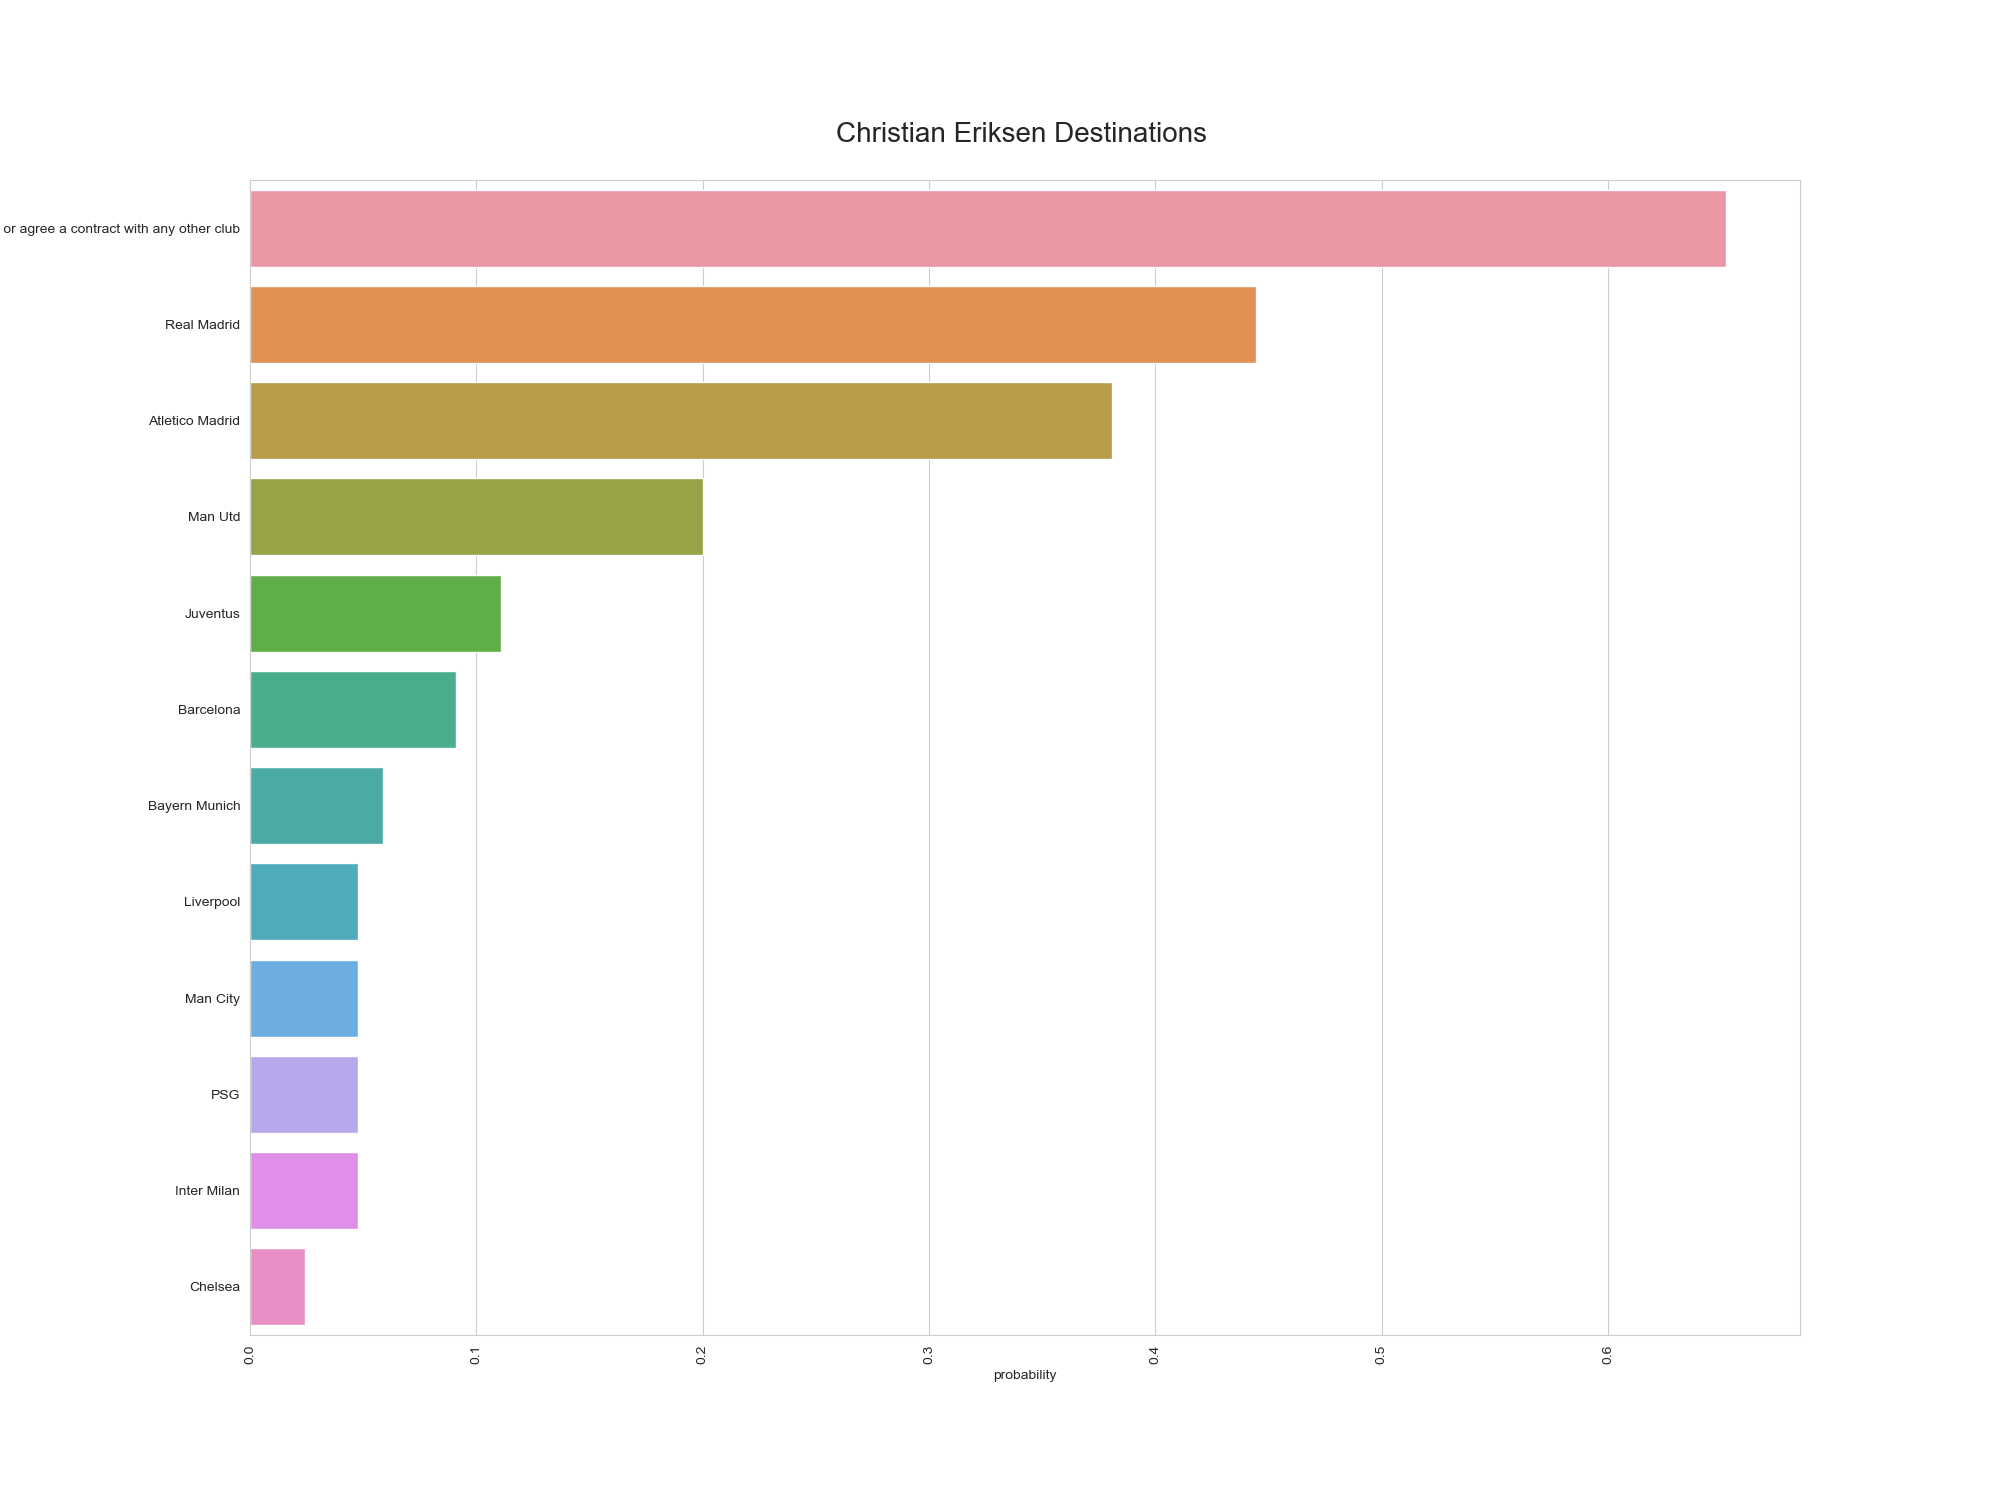 Christian Eriksen Destinations
or agree a contract with any other club
Real Madrid
Atletico Madrid
Man Utd
Juventus
Barcelona
Bayern Munich
Liverpool
Man City
PSG
Inter Milan
Chelsea
0.0 0.1 0.2 0.3 0.4 0.5 0.6
probability